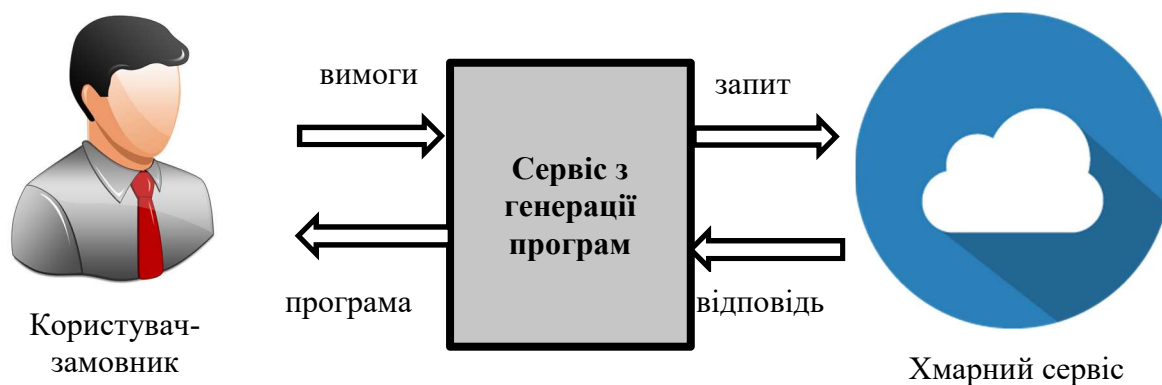 вимоги
запит
Сервіс з
генерації
програм
програма
відповідь
Користувач-
замовник
Хмарний сервіс